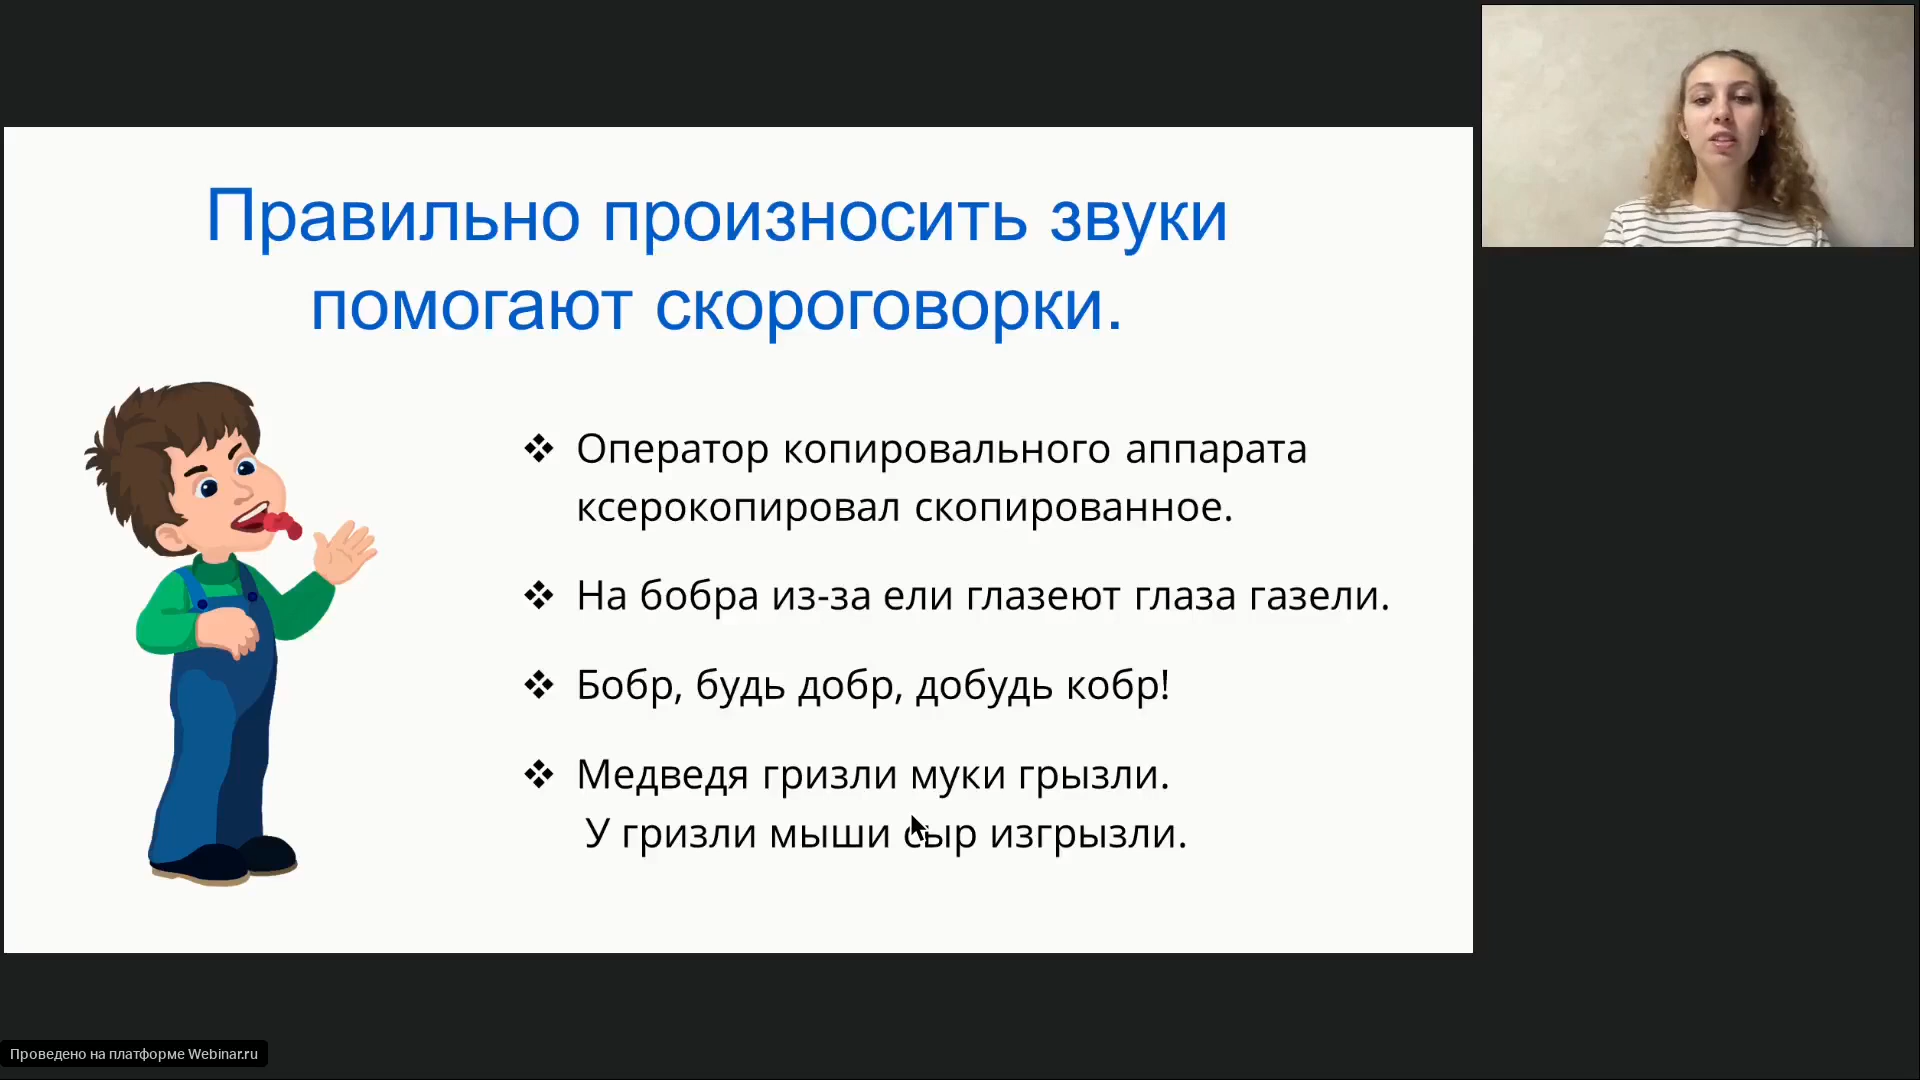 Правильно произносить звуки
помогают скороговорки.
❖ Оператор копировального аппарата
ксерокопировал скопированное.
❖ На бобра из-за ели глазеют глаза газели.
❖ Бобр, будь добр, добудь кобр!
❖ Медведя гризли муки грызли.
У гризли мыши сыр изгрызли.
Проведено на платформе Webinar.ru